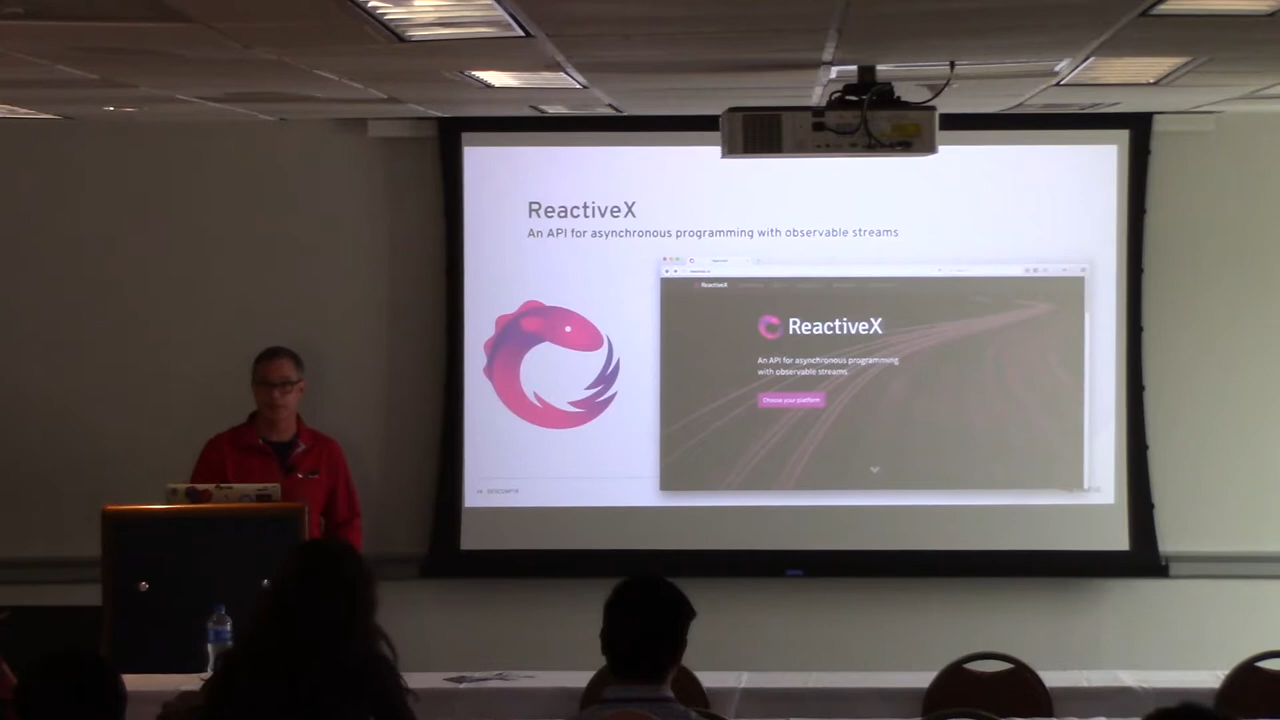 ReactiveX
An API for asynchronous programming with observable streams
ReactiveX
ReactiveX
An API for asynchronous programming
with observable streams.
Choose your platform